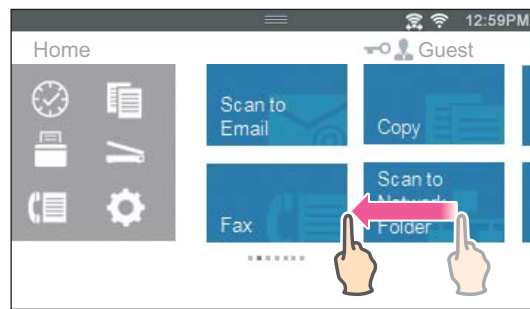 12:59PM
Home
Guest
Scan to
Email
Copy
Fax
Scan to
Network
Folder